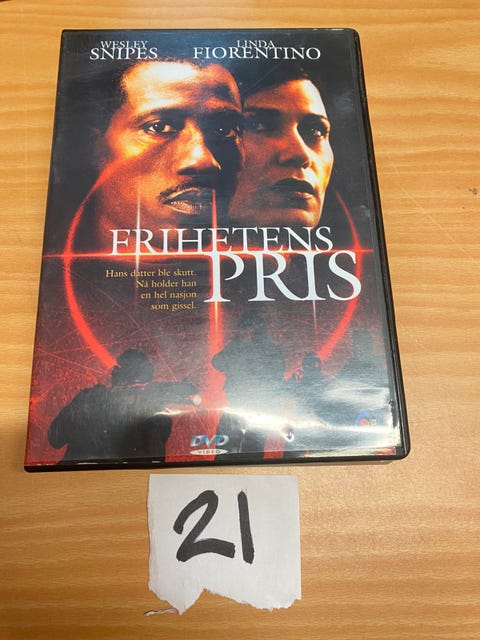 WESLEY LINDA
SNIPES FIORENTINO
FRIHETENS
PRIS
Hans datter ble skutt.
Nå holder han
en hel nasjon
som gissel.
DVD
VIDEO
21